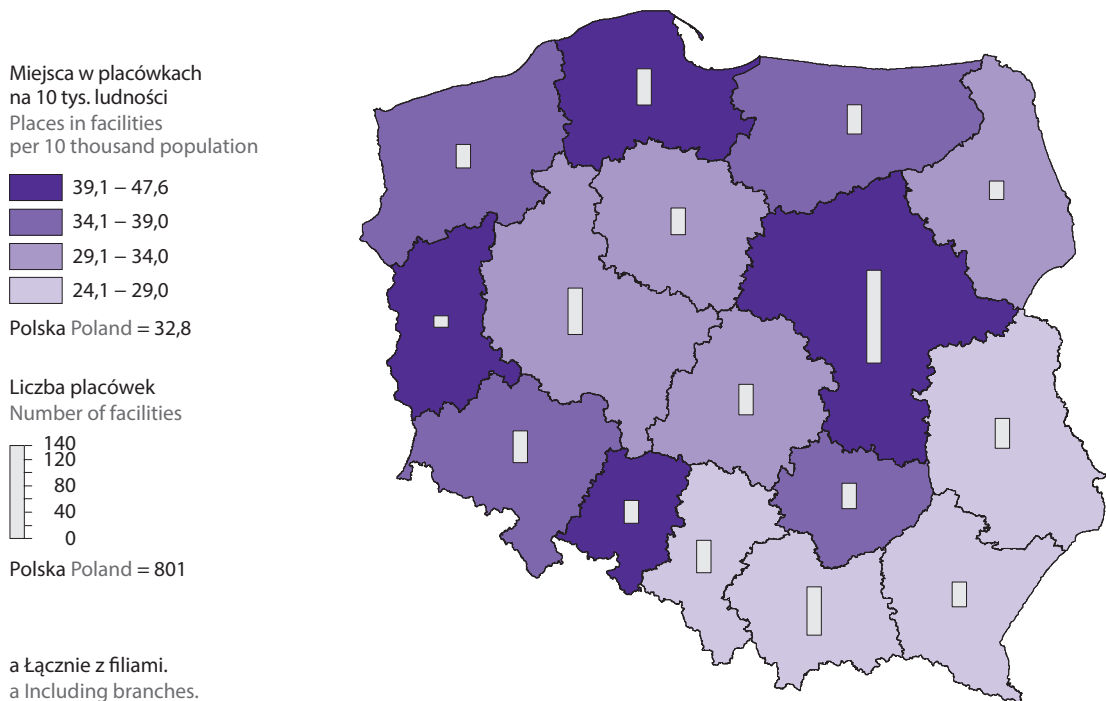 Miejsca w placówkach
na 10 tys. ludności
Places in facilities
per 10 thousand population
39,1 – 47,6
34,1 – 39,0
29,1 – 34,0
24,1 – 29,0
Polska Poland = 32,8
Liczba placówek
Number of facilities
140
120
80
40
0
Polska Poland = 801
a Łącznie z filiami.
a Including branches.